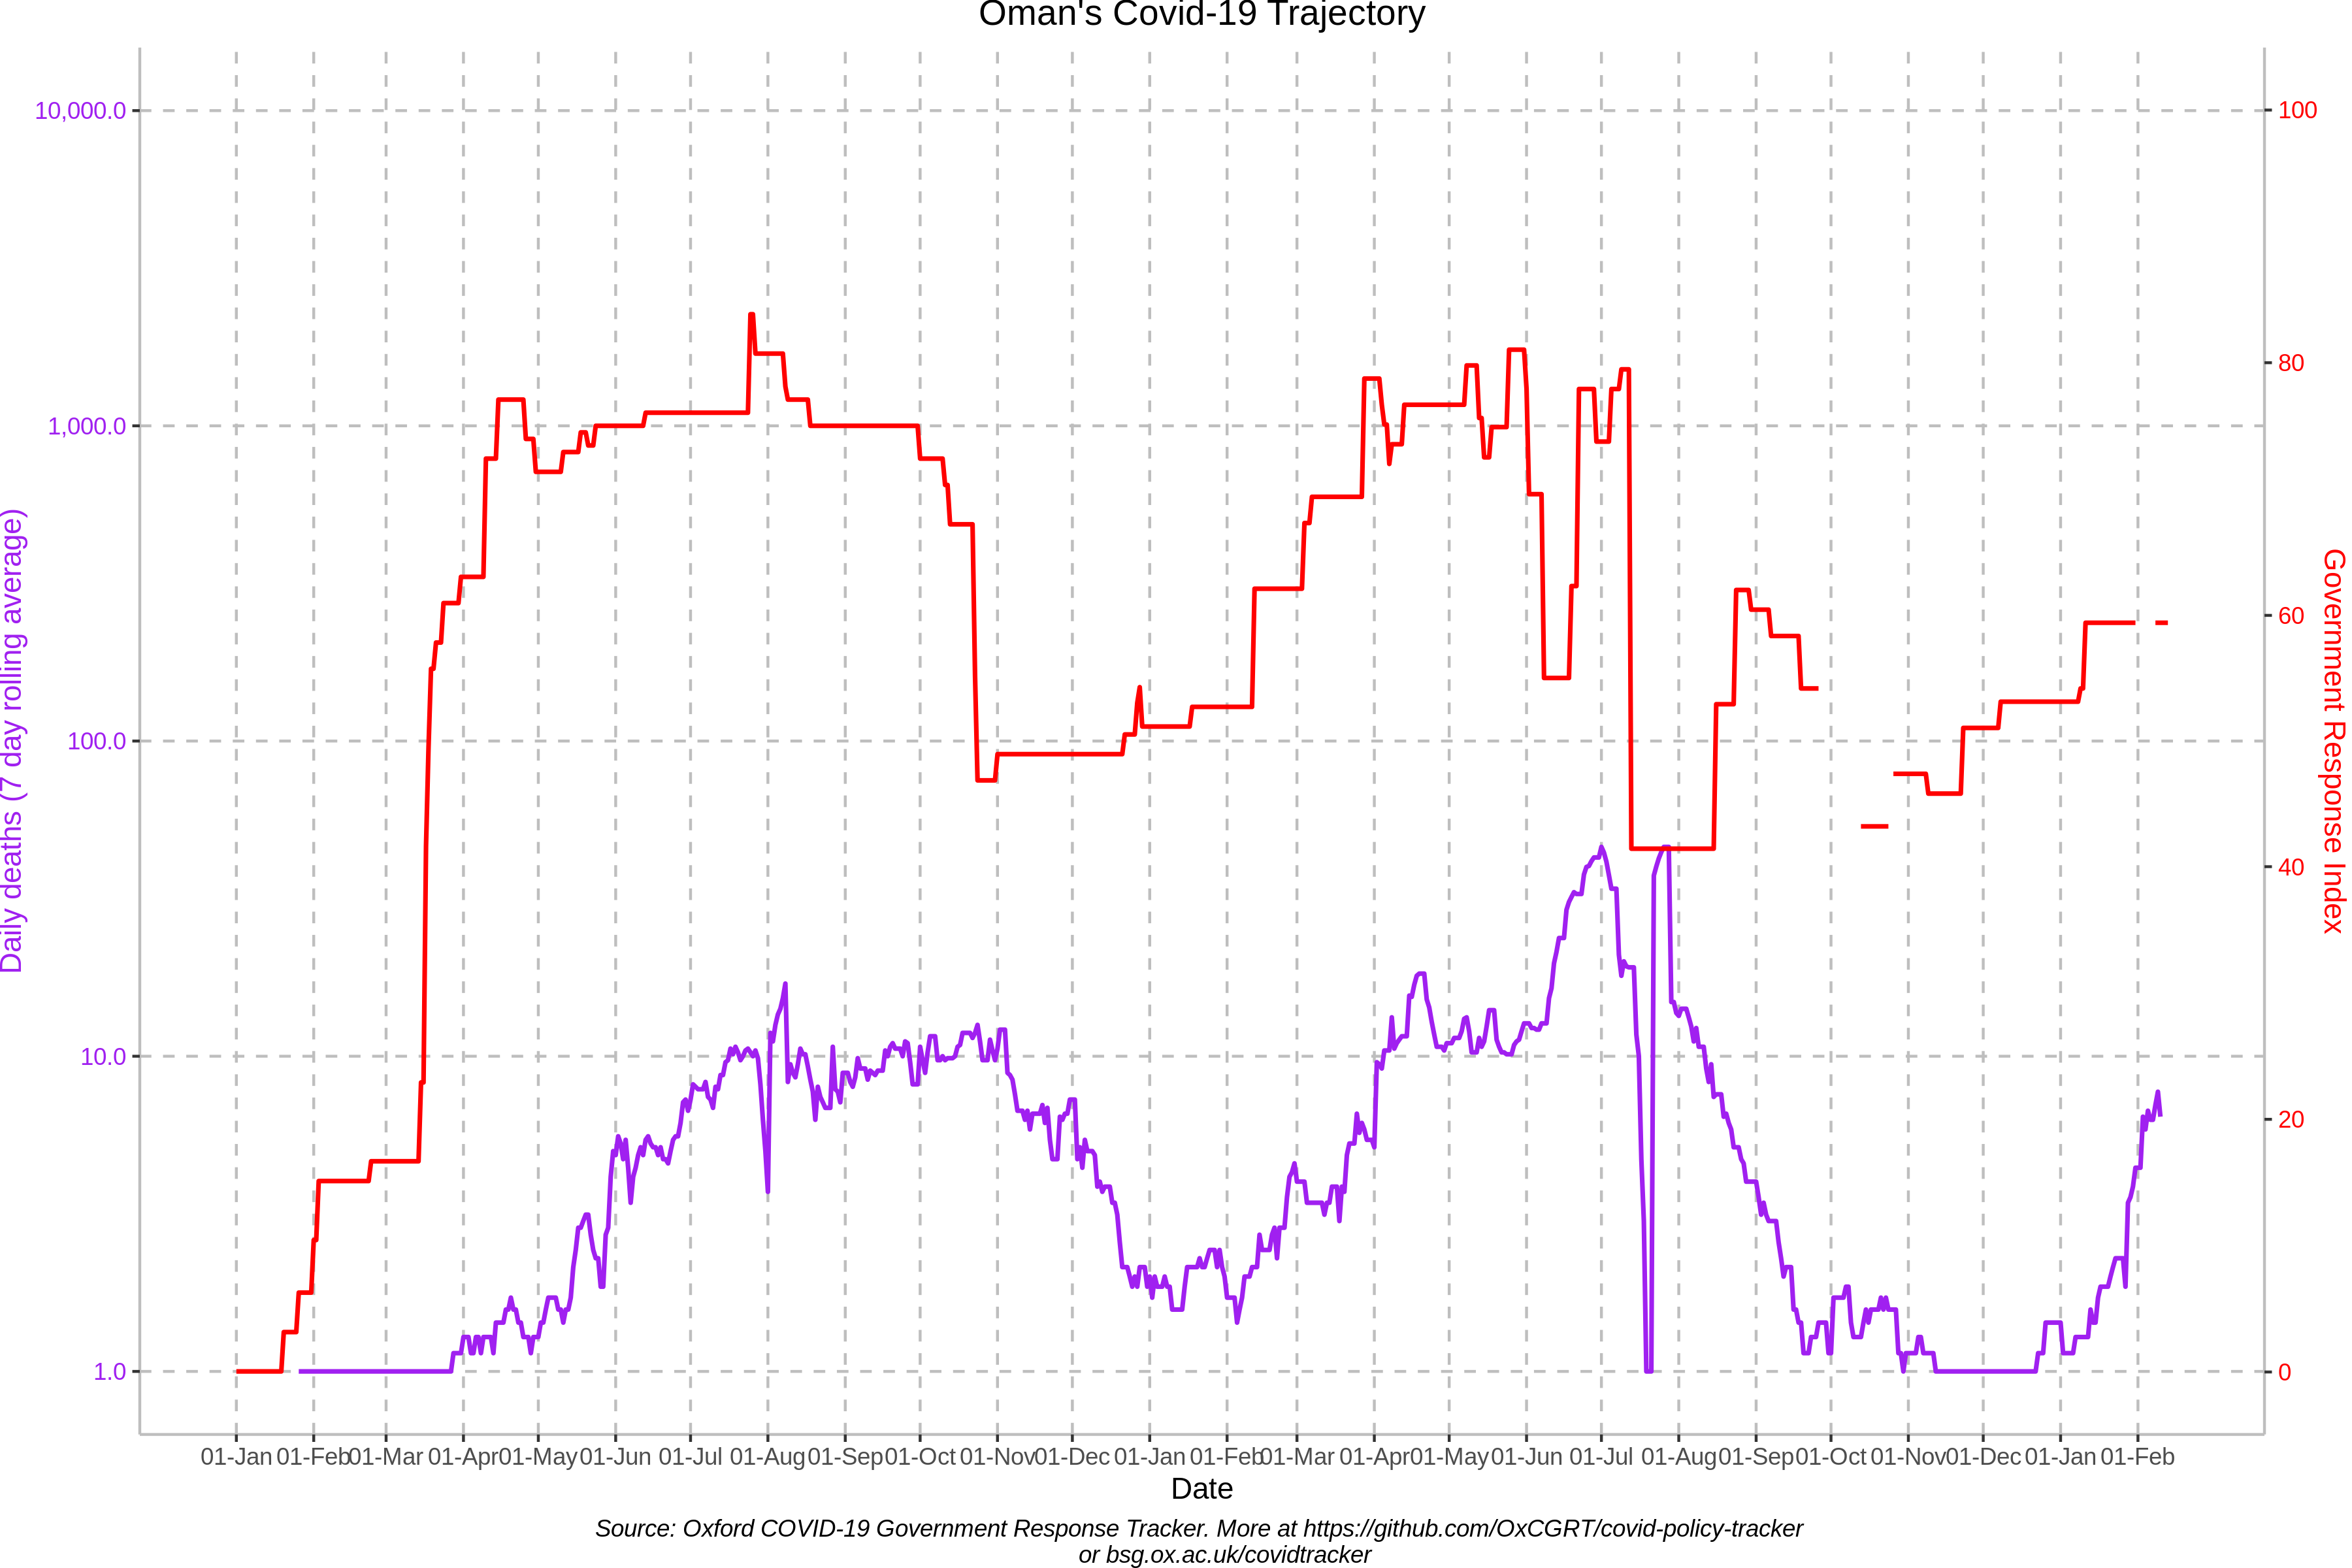 Oman's Covid-19 Trajectory
10,000.0
1,000.0
100.0
10.0
1.0
Daily deaths (7 day rolling average)
100
80
60
40
20
0
Government Response Index
01-Jan 01-Feb 01-Mar 01-Apr 01-May 01-Jun 01-Jul 01-Aug 01-Sep 01-Oct 01-Nov 01-Dec 01-Jan 01-Feb 01-Mar 01-Apr 01-May 01-Jun 01-Jul 01-Aug 01-Sep 01-Oct 01-Nov 01-Dec 01-Jan 01-Feb
Date
Source: Oxford COVID-19 Government Response Tracker. More at https://github.com/OxCGRT/covid-policy-tracker
or bsg.ox.ac.uk/covidtracker